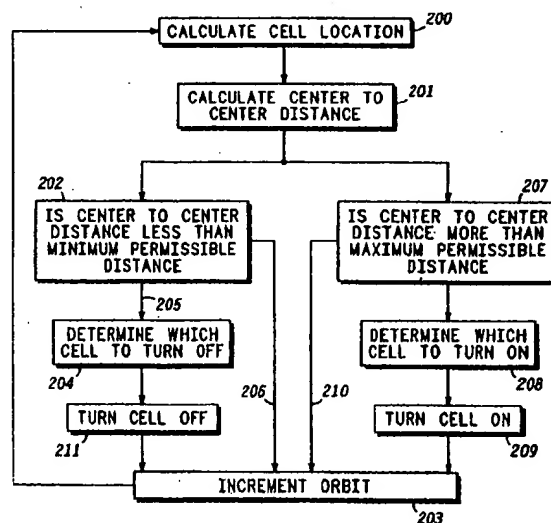 200
CALCULATE CELL LOCATION
201
CALCULATE CENTER TO
CENTER DISTANCE
202
IS CENTER TO CENTER
DISTANCE LESS THAN
MINIMUM PERMISSIBLE
DISTANCE
207
IS CENTER TO CENTER
DISTANCE MORE THAN
MAXIMUM PERMISSIBLE
DISTANCE
205
DETERMINE WHICH
CELL TO TURN OFF
204
206
210
DETERMINE WHICH
CELL TO TURN ON
208
TURN CELL OFF
211
TURN CELL ON
209
INCREMENT ORBIT
203